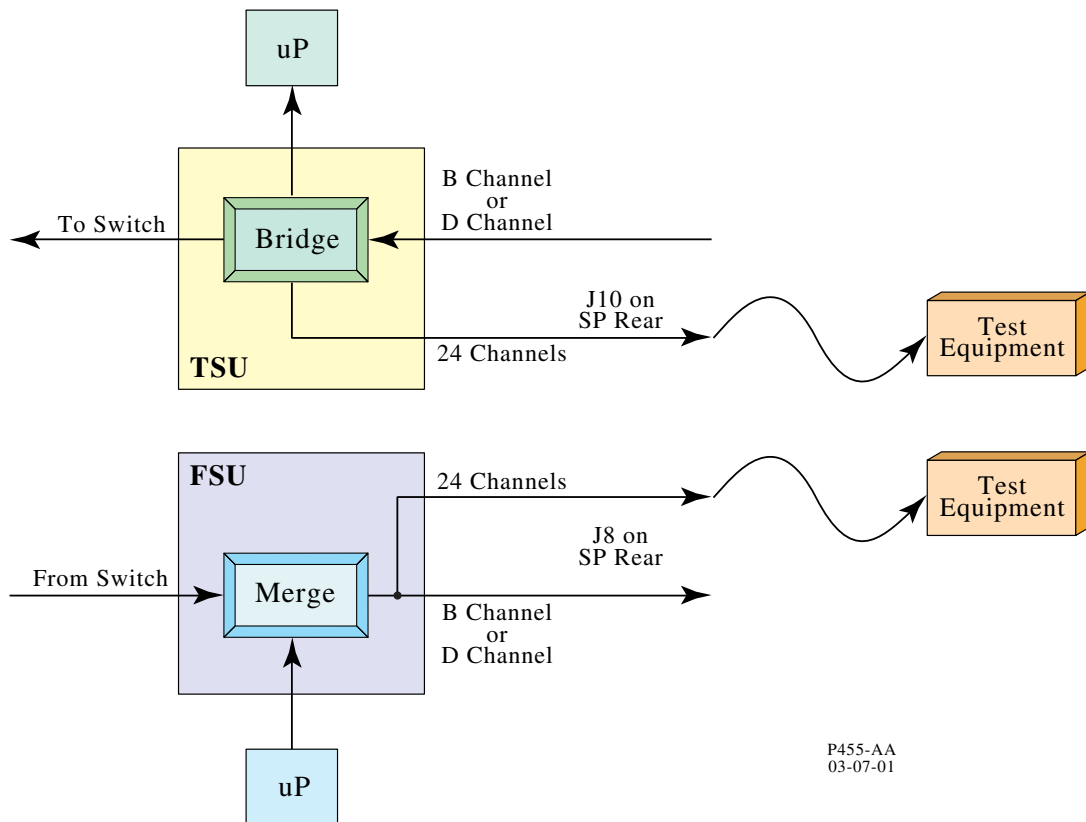 uP
B Channel
or
D Channel
To Switch
Bridge
J10 on
SP Rear
24 Channels
TSU
Test
Equipment
FSU
24 Channels
Test
Equipment
J8 on
SP Rear
From Switch
Merge
B Channel
or
D Channel
uP
P455-AA
03-07-01